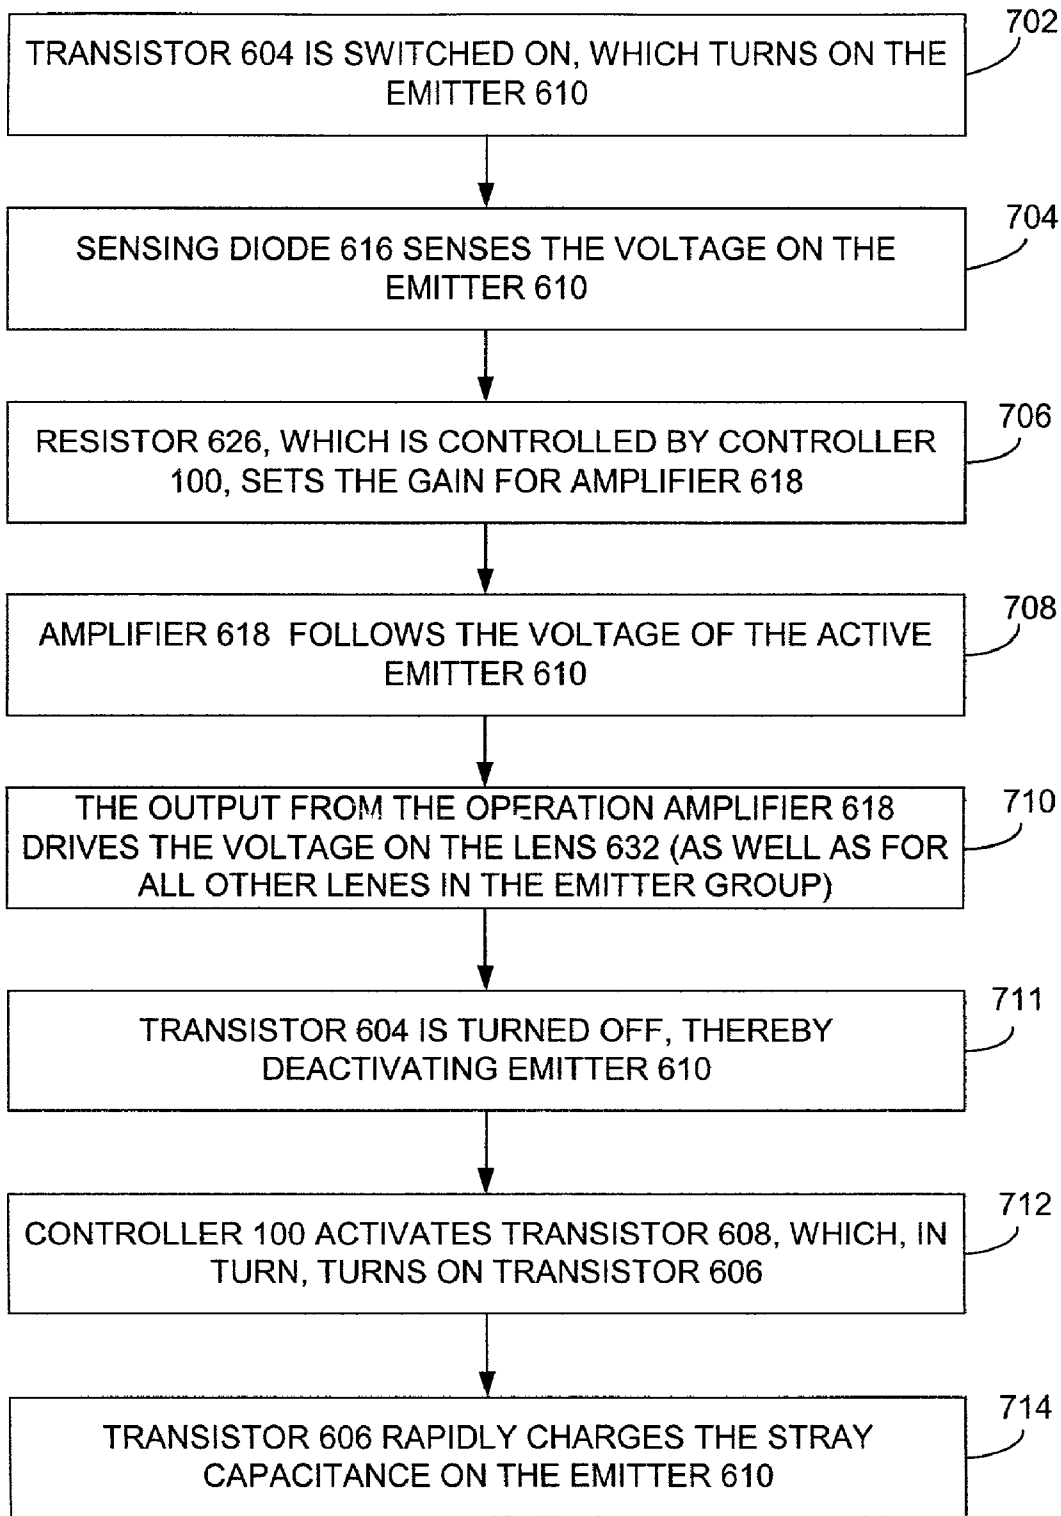 702
TRANSISTOR 604 IS SWITCHED ON, WHICH TURNS ON THE
EMITTER 610
704
SENSING DIODE 616 SENSES THE VOLTAGE ON THE
EMITTER 610
706
RESISTOR 626, WHICH IS CONTROLLED BY CONTROLLER
100, SETS THE GAIN FOR AMPLIFIER 618
708
AMPLIFIER 618 FOLLOWS THE VOLTAGE OF THE ACTIVE
EMITTER 610
710
THE OUTPUT FROM THE OPERATION AMPLIFIER 618
DRIVES THE VOLTAGE ON THE LENS 632 (AS WELL AS FOR
ALL OTHER LENES IN THE EMITTER GROUP)
711
TRANSISTOR 604 IS TURNED OFF, THEREBY
DEACTIVATING EMITTER 610
712
CONTROLLER 100 ACTIVATES TRANSISTOR 608, WHICH, IN
TURN, TURNS ON TRANSISTOR 606
714
TRANSISTOR 606 RAPIDLY CHARGES THE STRAY
CAPACITANCE ON THE EMITTER 610